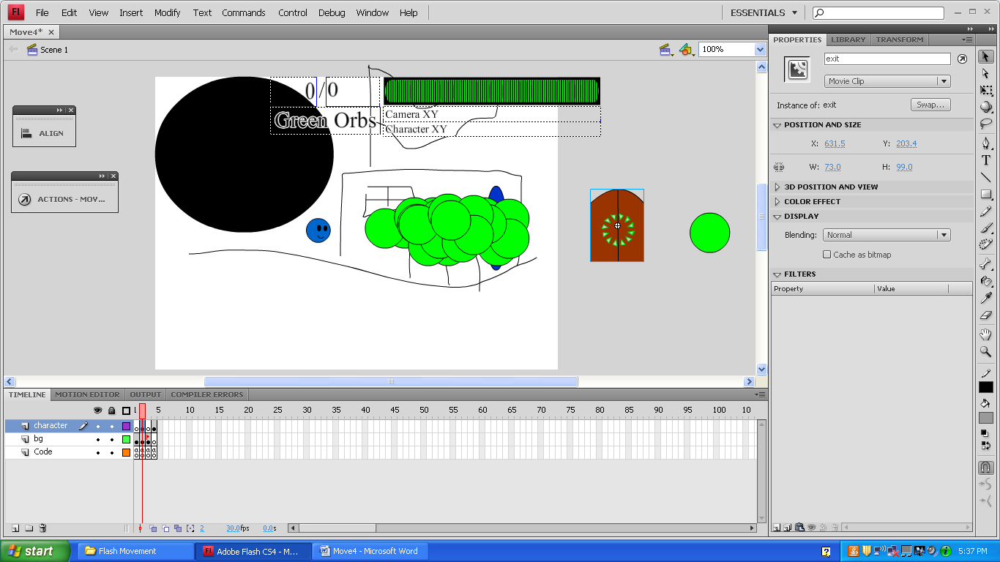 Fl File Edit View Insert Modify Text Commands Control Debug Window Help ESSENTIALS
Move4*
Scene 1 100%
ALIGN
ACTIONS - MOV...
0/0
Green Orbs
Camera XY
Character XY
PROPERTIES LIBRARY TRANSFORM
exit
Movie Clip
Instance of: exit Swap...
POSITION AND SIZE
X: 631.5 Y: 203.4
W: 73.0 H: 99.0
3D POSITION AND VIEW
COLOR EFFECT
DISPLAY
Blending: Normal
Cache as bitmap
FILTERS
Property Value
TIMELINE MOTION EDITOR OUTPUT COMPILER ERRORS
1 5 10 15 20 25 30 35 40 45 50 55 60 65 70 75 80 85 90 95 100 10
character
bg
Code
2 30.0fps 0.0s
start Flash Movement Adobe Flash CS4 - M... Move4 - Microsoft Word 5:37 PM